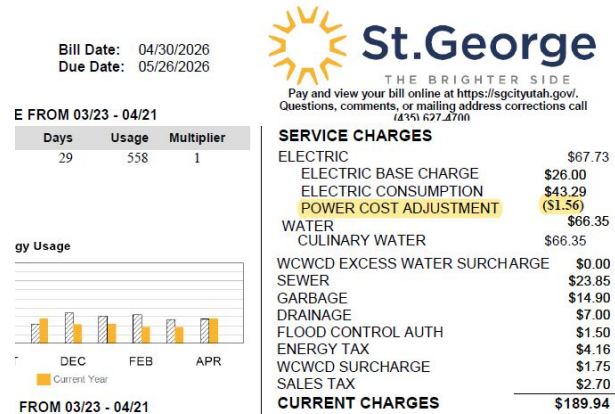 Bill Date: 04/30/2026
Due Date: 05/26/2026
St.George
THE BRIGHTER SIDE
Pay and view your bill online at https://sgcityutah.gov/.
Questions, comments, or mailing address corrections call
(435) 627-4700
E FROM 03/23 - 04/21
Days Usage Multiplier
29 558 1
gy Usage
DEC FEB APR
Current Year
FROM 03/23 - 04/21
SERVICE CHARGES
ELECTRIC $67.73
ELECTRIC BASE CHARGE $26.00
ELECTRIC CONSUMPTION $43.29
POWER COST ADJUSTMENT ($1.56)
WATER $66.35
CULINARY WATER $66.35
WCWCD EXCESS WATER SURCHARGE $0.00
SEWER $23.85
GARBAGE $14.90
DRAINAGE $7.00
FLOOD CONTROL AUTH $1.50
ENERGY TAX $4.16
WCWCD SURCHARGE $1.75
SALES TAX $2.70
CURRENT CHARGES $189.94